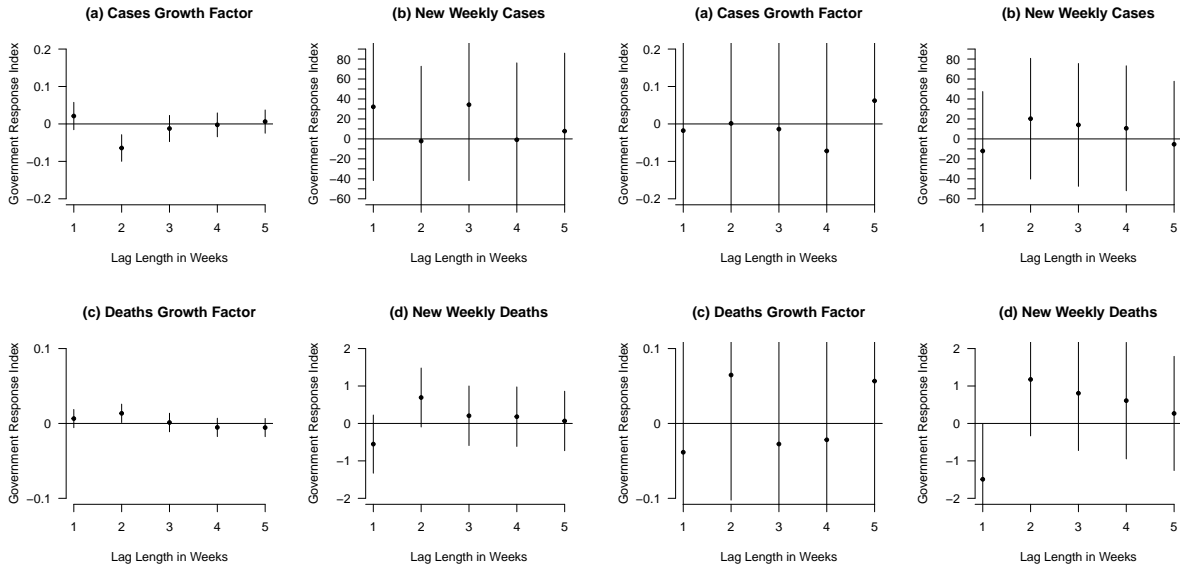 (a) Cases Growth Factor
Government Response Index
0.2
0.1
0
−0.1
−0.2
1 2 3 4 5
Lag Length in Weeks
(b) New Weekly Cases
Government Response Index
80
60
40
20
0
−20
−40
−60
1 2 3 4 5
Lag Length in Weeks
(a) Cases Growth Factor
Government Response Index
0.2
0.1
0
−0.1
−0.2
1 2 3 4 5
Lag Length in Weeks
(b) New Weekly Cases
Government Response Index
80
60
40
20
0
−20
−40
−60
1 2 3 4 5
Lag Length in Weeks
(c) Deaths Growth Factor
Government Response Index
0.1
0
−0.1
1 2 3 4 5
Lag Length in Weeks
(d) New Weekly Deaths
Government Response Index
2
1
0
−1
−2
1 2 3 4 5
Lag Length in Weeks
(c) Deaths Growth Factor
Government Response Index
0.1
0
−0.1
1 2 3 4 5
Lag Length in Weeks
(d) New Weekly Deaths
Government Response Index
2
1
0
−1
−2
1 2 3 4 5
Lag Length in Weeks